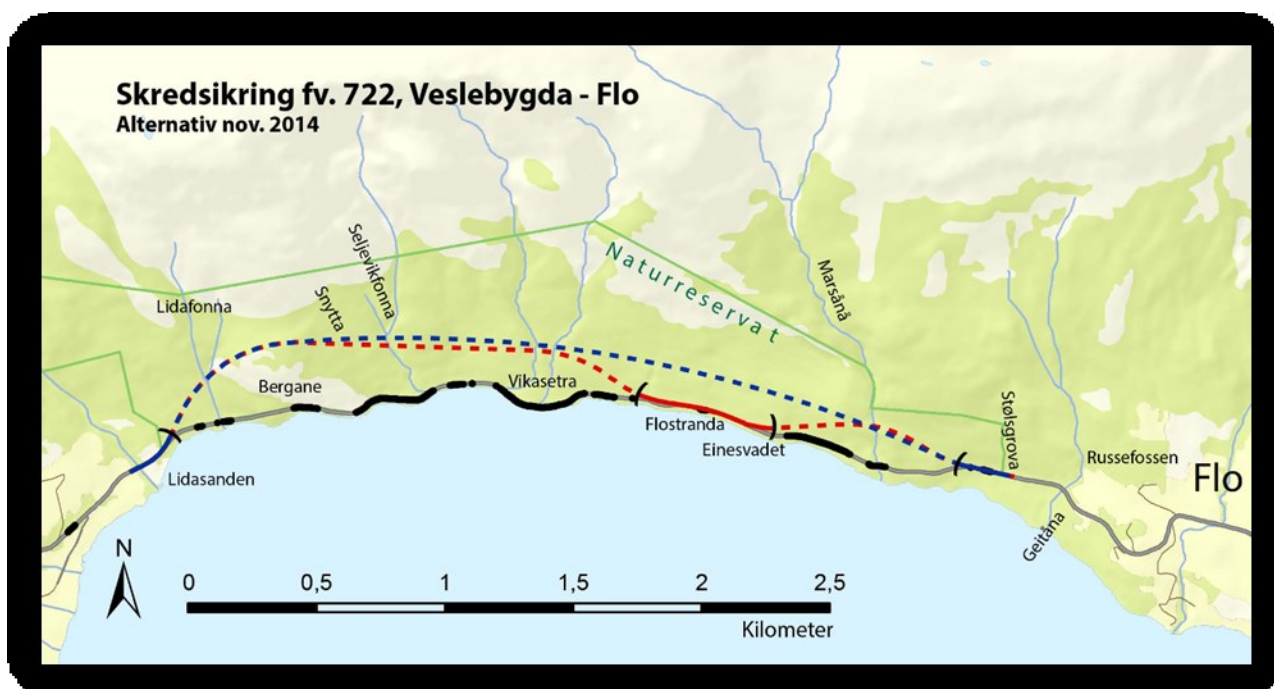 Skredsikring fv. 722, Veslebygda - Flo
Alternativ nov. 2014
Seljevikfonna
Naturreservat
Marsånå
Lidafonna
Snytta
Bergane
Vikasetra
Flostranda
Einesvadet
Stølsgrova
Russefossen
Flo
Lidasanden
Geitåna
N
0 0,5 1 1,5 2 2,5
Kilometer